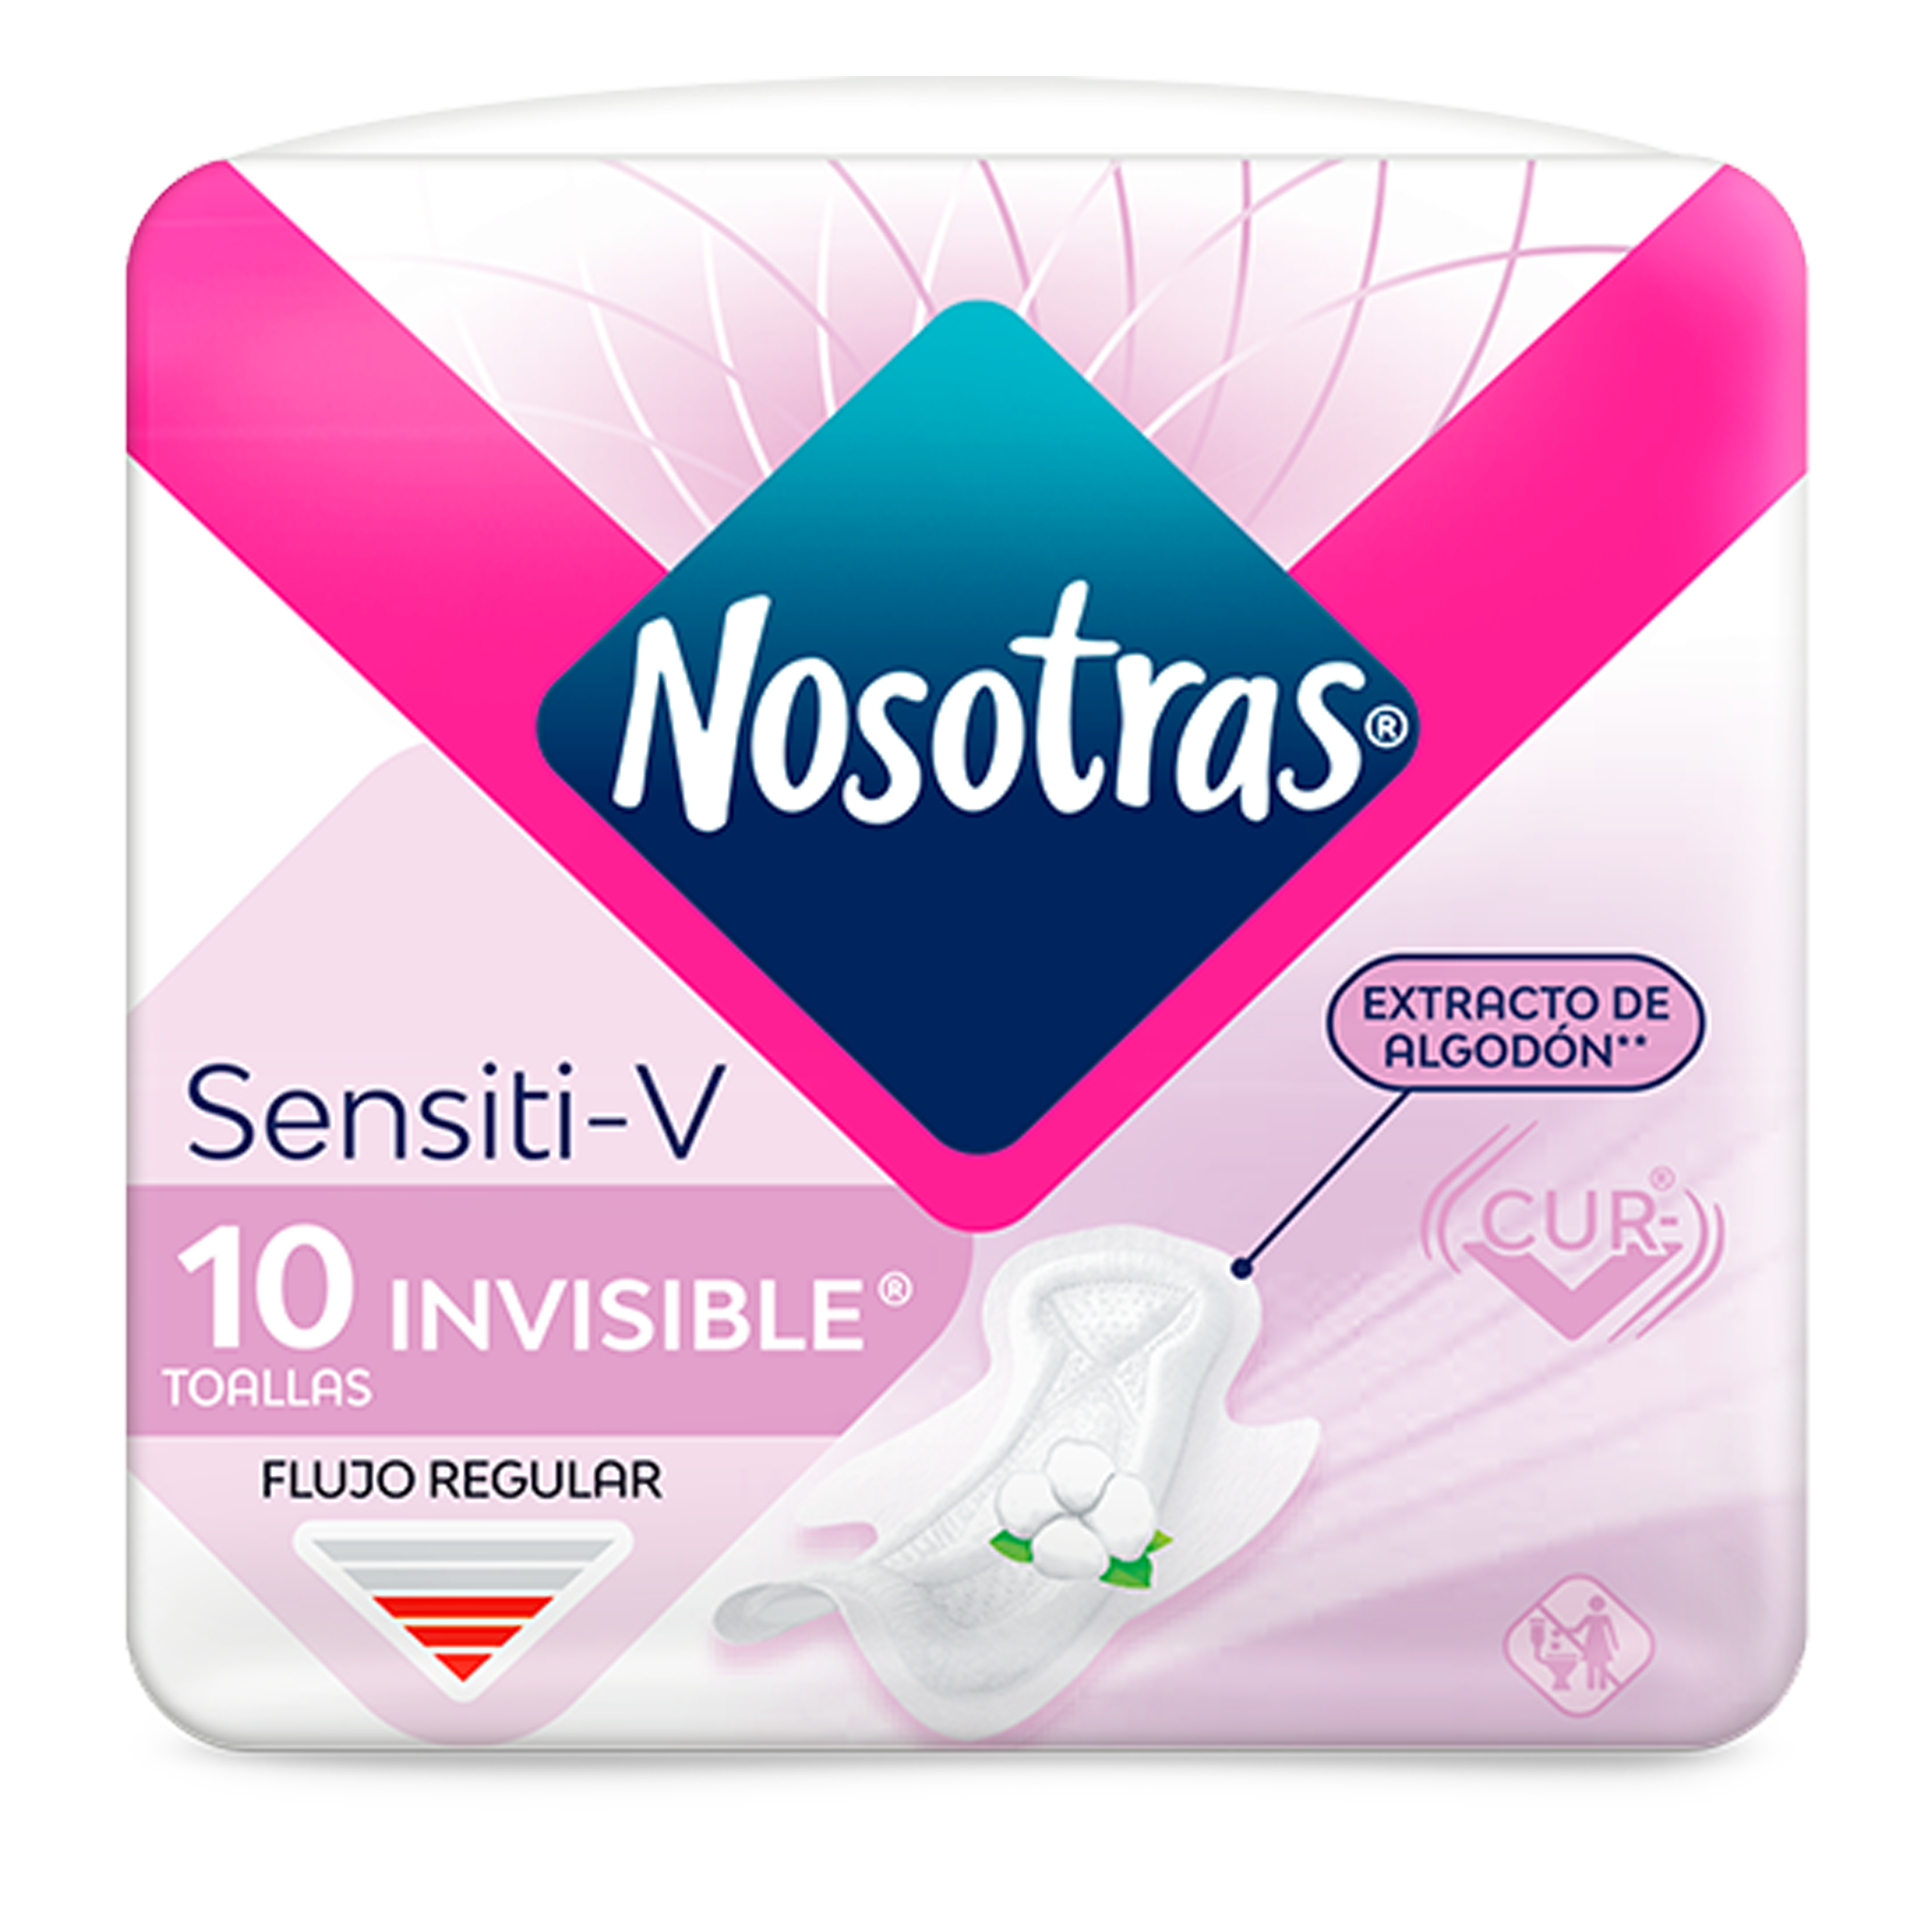 Nosotras®
EXTRACTO DE
ALGODÓN**
Sensiti-V
CUR-®
10 INVISIBLE®
TOALLAS
FLUJO REGULAR